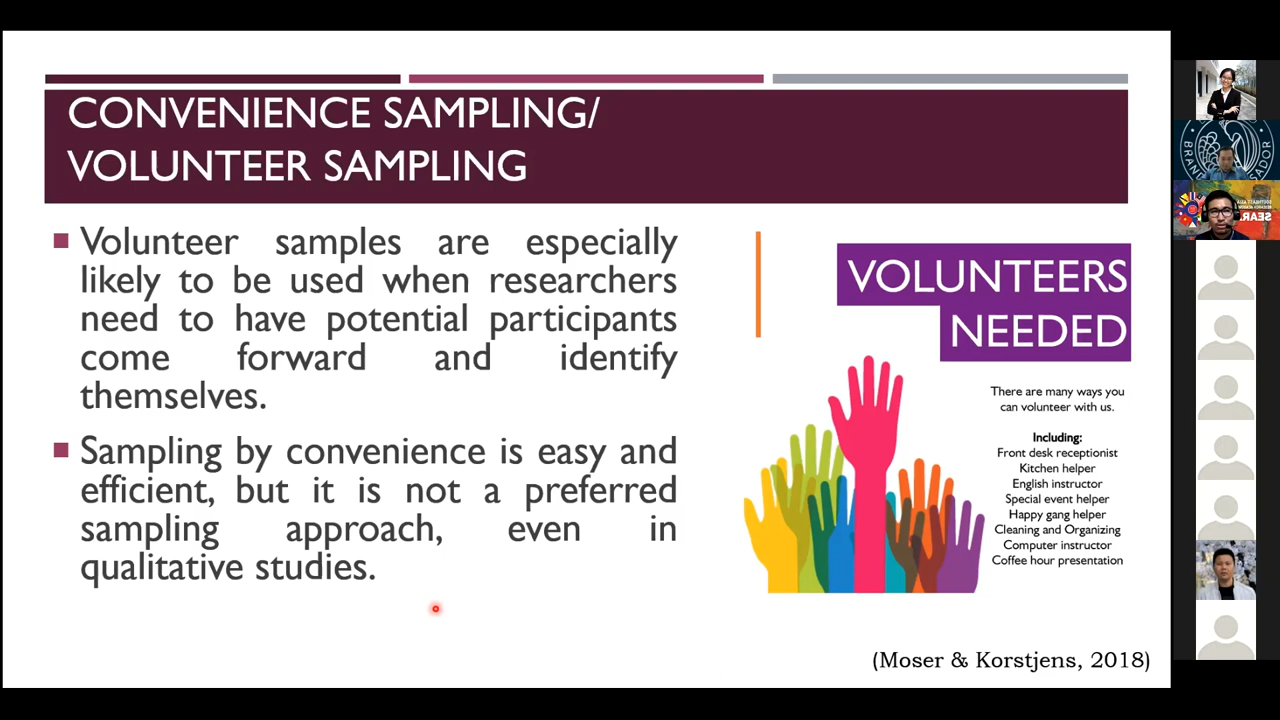 CONVENIENCE SAMPLING/
VOLUNTEER SAMPLING
Volunteer samples are especially
likely to be used when researchers
need to have potential participants
come forward and identify
themselves.
Sampling by convenience is easy and
efficient, but it is not a preferred
sampling approach, even in
qualitative studies.
VOLUNTEERS
NEEDED
There are many ways you
can volunteer with us.
Including:
Front desk receptionist
Kitchen helper
English instructor
Special event helper
Happy gang helper
Cleaning and Organizing
Computer instructor
Coffee hour presentation
(Moser & Korstjens, 2018)